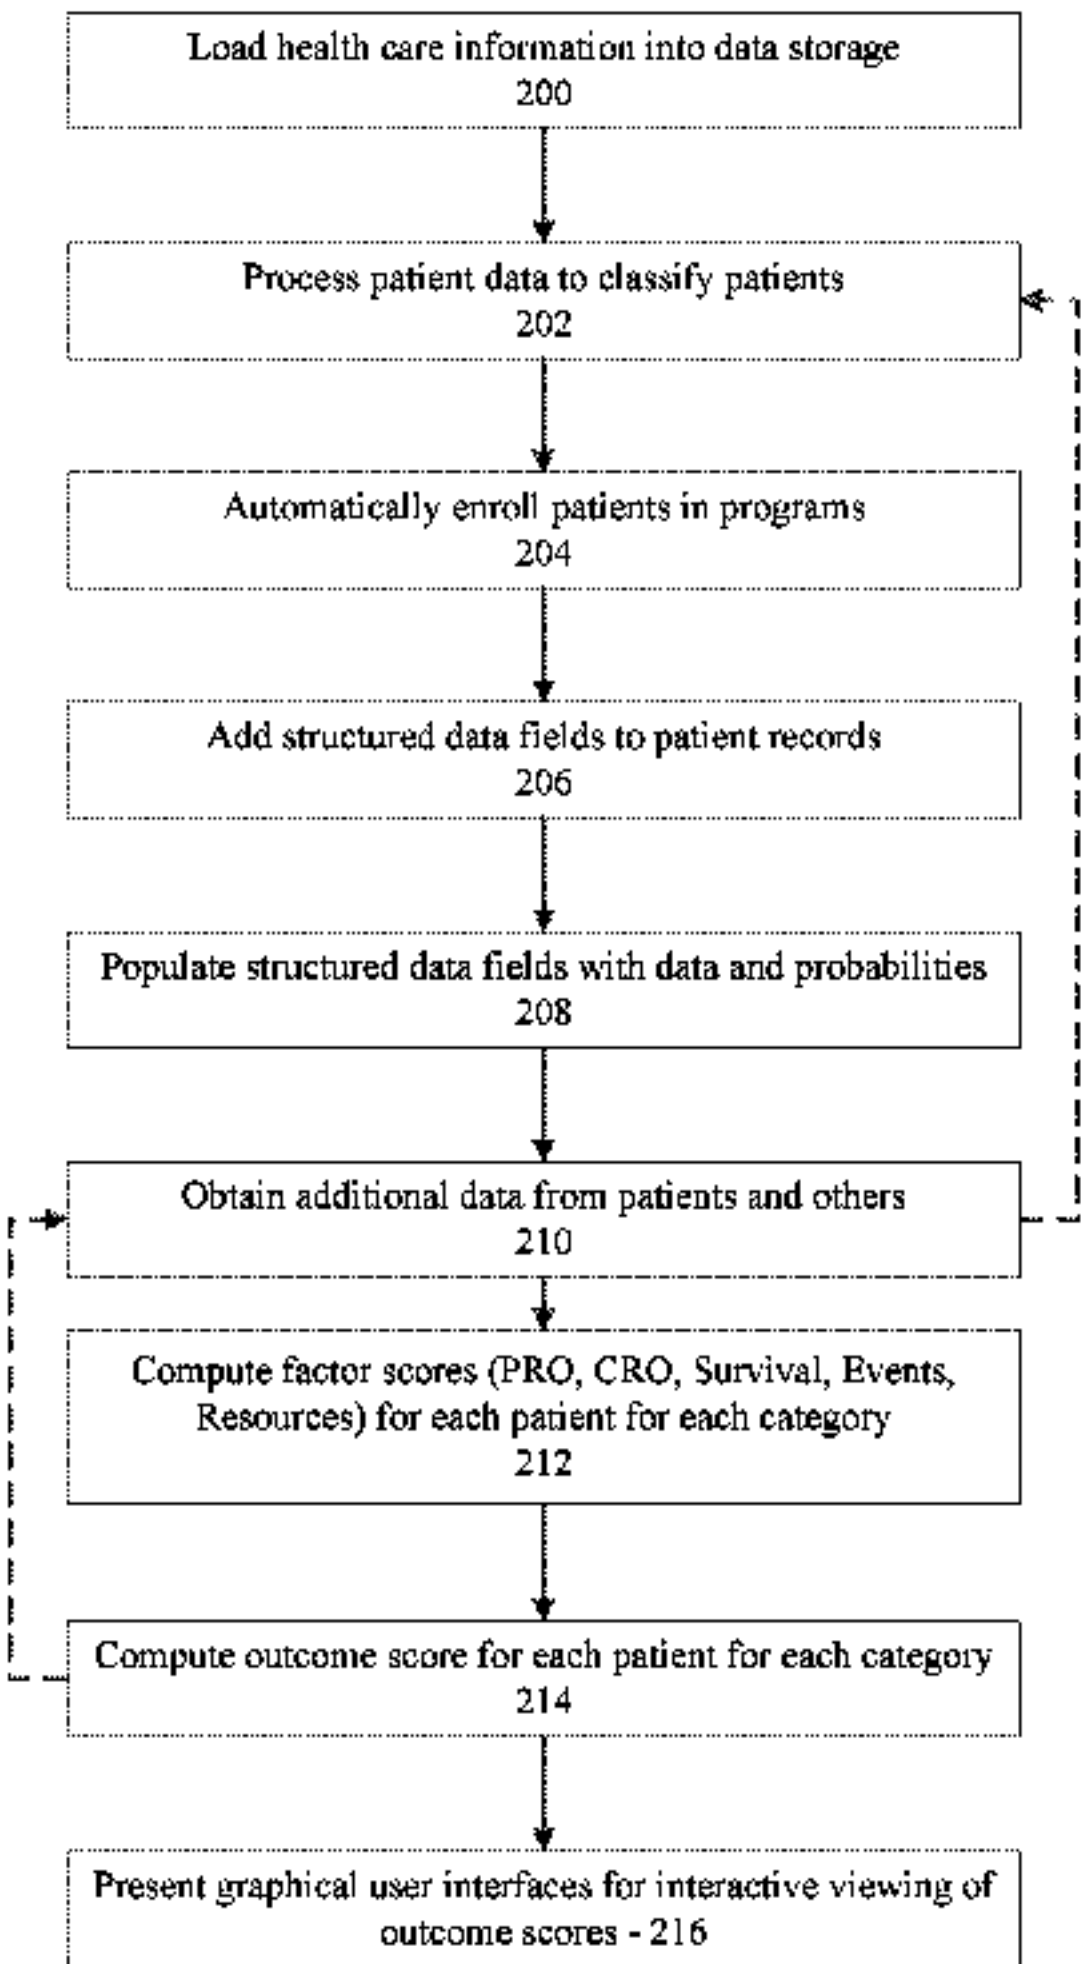 Load health care information into data storage
200
Process patient data to classify patients
202
Automatically enroll patients in programs
204
Add structured data fields to patient records
206
Populate structured data fields with data and probabilities
208
Obtain additional data from patients and others
210
Compute factor scores (PRO, CRO, Survival, Events,
Resources) for each patient for each category
212
Compute outcome score for each patient for each category
214
Present graphical user interfaces for interactive viewing of
outcome scores - 216